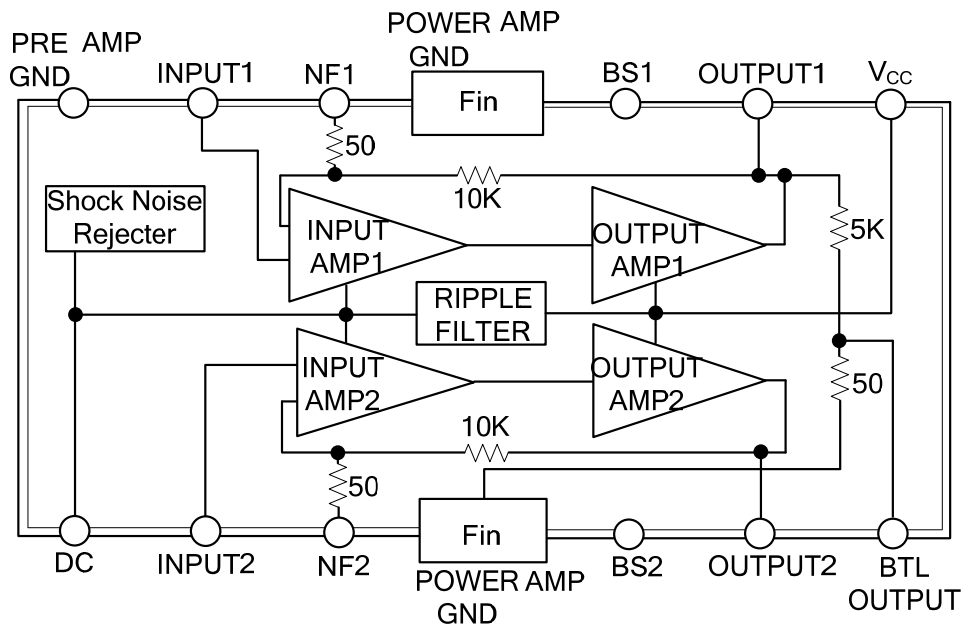 POWER AMP
GND
PRE AMP
GND
INPUT1
NF1
Fin
BS1
OUTPUT1
VCC
50
10K
Shock Noise
Rejecter
INPUT
AMP1
OUTPUT
AMP1
5K
RIPPLE
FILTER
INPUT
AMP2
OUTPUT
AMP2
50
10K
50
Fin
DC
INPUT2
NF2
POWER AMP
GND
BS2
OUTPUT2
BTL
OUTPUT